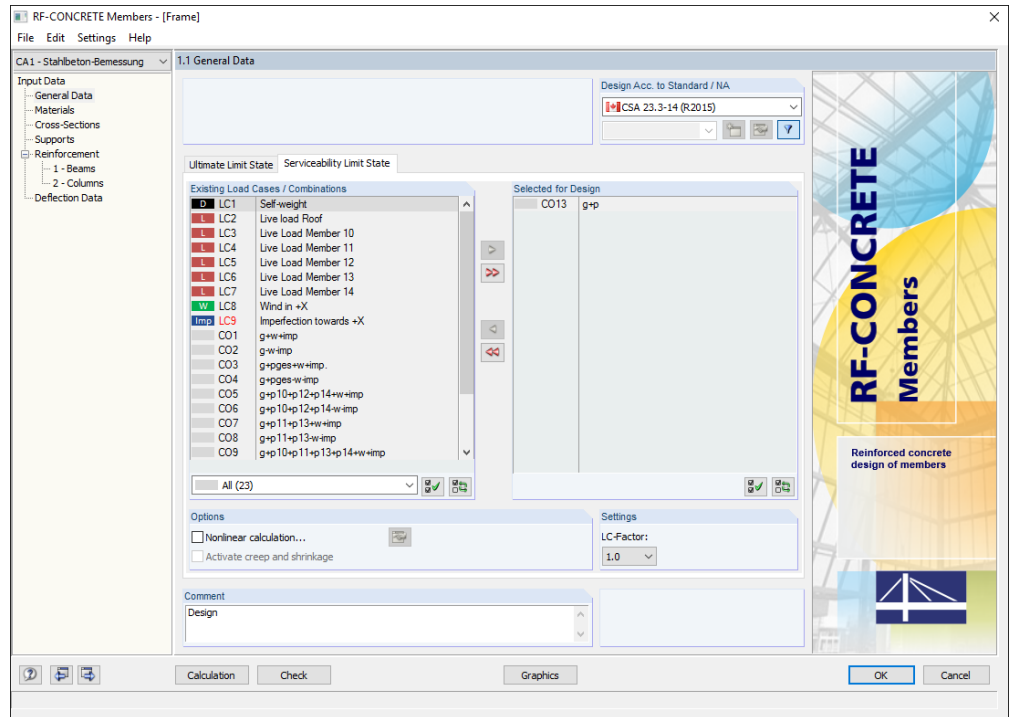 RF-CONCRETE Members - [Frame]
File Edit Settings Help
CA1 - Stahlbeton-Bemessung
1.1 General Data
Input Data
General Data
Materials
Cross-Sections
Supports
Reinforcement
1 - Beams
2 - Columns
Deflection Data
Design Acc. to Standard / NA
CSA 23.3-14 (R2015)
Ultimate Limit State Serviceability Limit State
Existing Load Cases / Combinations
D LC1 Self-weight
L LC2 Live load Roof
L LC3 Live Load Member 10
L LC4 Live Load Member 11
L LC5 Live Load Member 12
L LC6 Live Load Member 13
L LC7 Live Load Member 14
W LC8 Wind in +X
Imp LC9 Imperfection towards +X
CO1 g+w+imp
CO2 g-w-imp
CO3 g+pges+w+imp.
CO4 g+pges-w-imp
CO5 g+p10+p12+p14+w+imp
CO6 g+p10+p12+p14-w-imp
CO7 g+p11+p13+w+imp
CO8 g+p11+p13-w-imp
CO9 g+p10+p11+p13+p14+w+imp
All (23)
Selected for Design
CO13 g+p
Options
Nonlinear calculation...
Activate creep and shrinkage
Settings
LC-Factor:
1.0
Comment
Design
RF-CONCRETE
Members
Reinforced concrete
design of members
Calculation Check Graphics OK Cancel